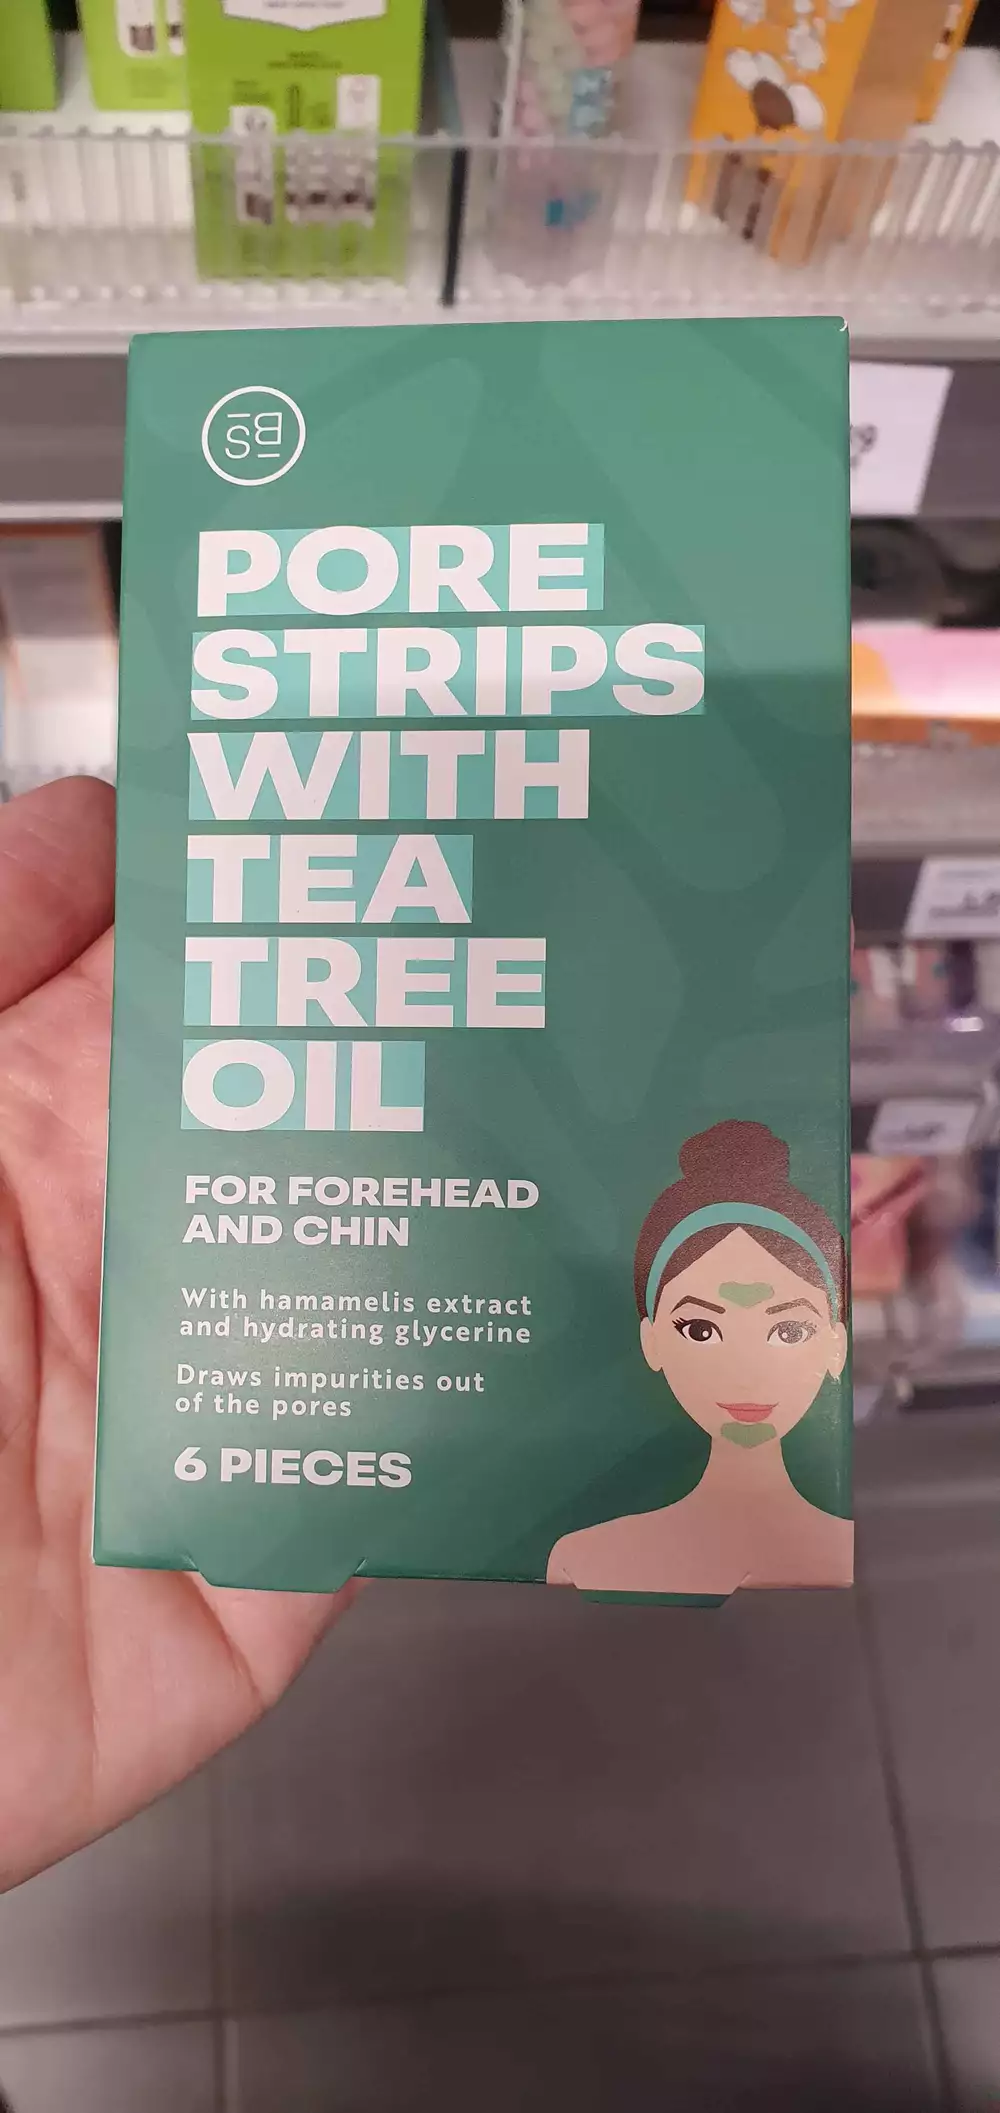 BS
PORE
STRIPS
WITH
TEA
TREE
OIL
FOR FOREHEAD
AND CHIN
With hamamelis extract
and hydrating glycerine
Draws impurities out
of the pores
6 PIECES